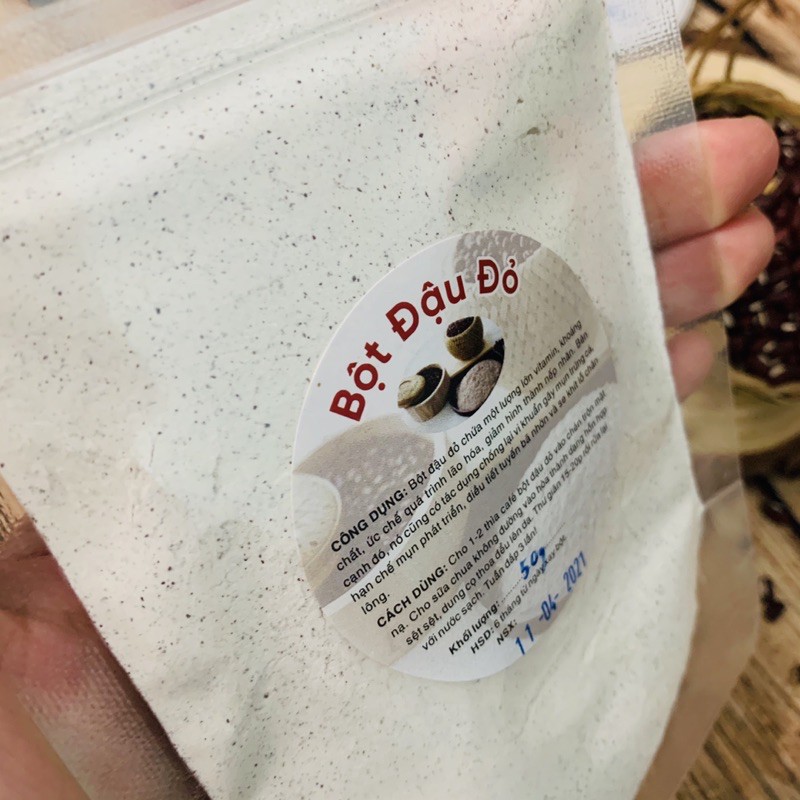 Bột Đậu Đỏ
CÔNG DỤNG: Bột đậu đỏ chứa một lượng lớn vitamin, khoáng
chất, ức chế quá trình lão hóa, giảm hình thành nếp nhăn. Bên
cạnh đó, nó cũng có tác dụng chống lại vi khuẩn gây mụn trứng cá,
hạn chế mụn phát triển, điều tiết tuyến bã nhờn và se khít lỗ chân
lông.
CÁCH DÙNG: Cho 1-2 thìa café bột đậu đỏ vào chén trộn mặt
nạ. Cho sữa chua không đường vào hòa thành dạng hỗn hợp
sệt sệt, dùng cọ thoa đều lên da. Thư giãn 15-20p rồi rửa lại
với nước sạch. Tuần đắp 3 lần!
Khối lượng: 50g
HSD: 6 tháng từ ngày xay bột
NSX: 11-04-2021